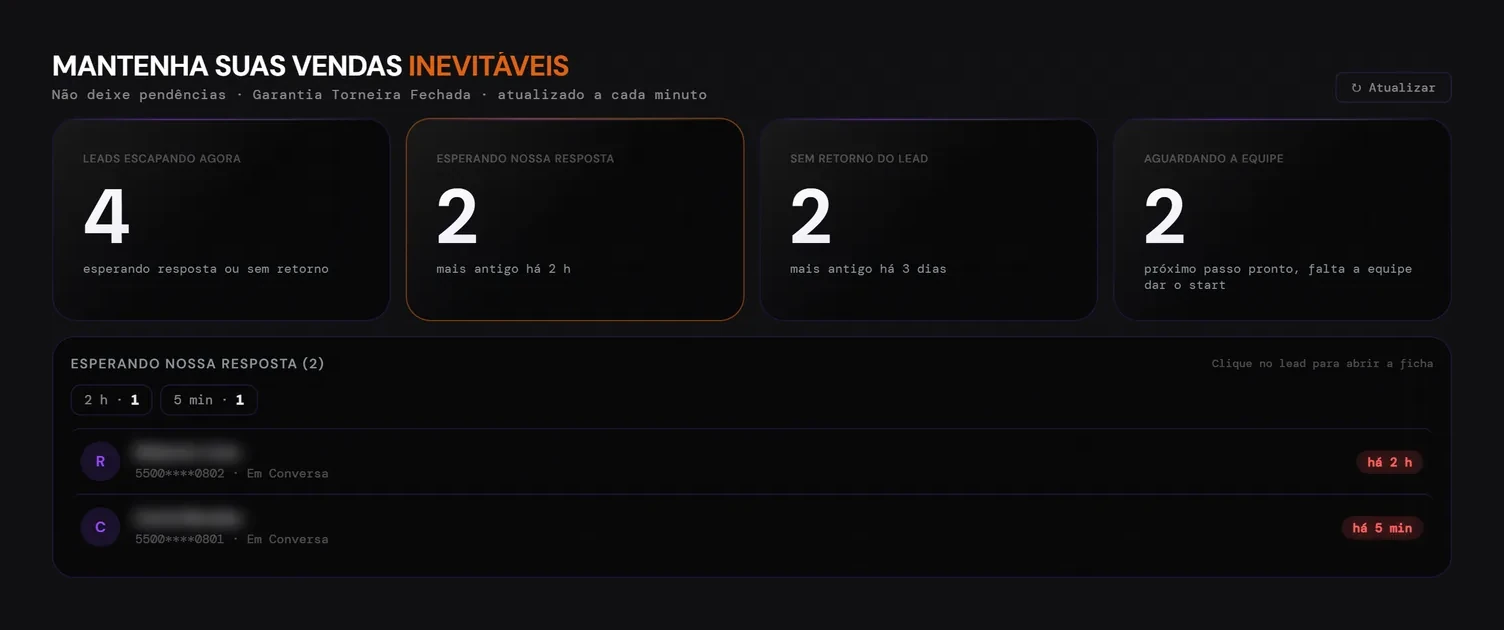 MANTENHA SUAS VENDAS INEVITÁVEIS
Não deixe pendências · Garantia Torneira Fechada · atualizado a cada minuto
↻ Atualizar
LEADS ESCAPANDO AGORA
4
esperando resposta ou sem retorno
ESPERANDO NOSSA RESPOSTA
2
mais antigo há 2 h
SEM RETORNO DO LEAD
2
mais antigo há 3 dias
AGUARDANDO A EQUIPE
2
próximo passo pronto, falta a equipe
dar o start
ESPERANDO NOSSA RESPOSTA (2)
Clique no lead para abrir a ficha
2 h · 1
5 min · 1
R
5500****0802 · Em Conversa
há 2 h
C
5500****0801 · Em Conversa
há 5 min